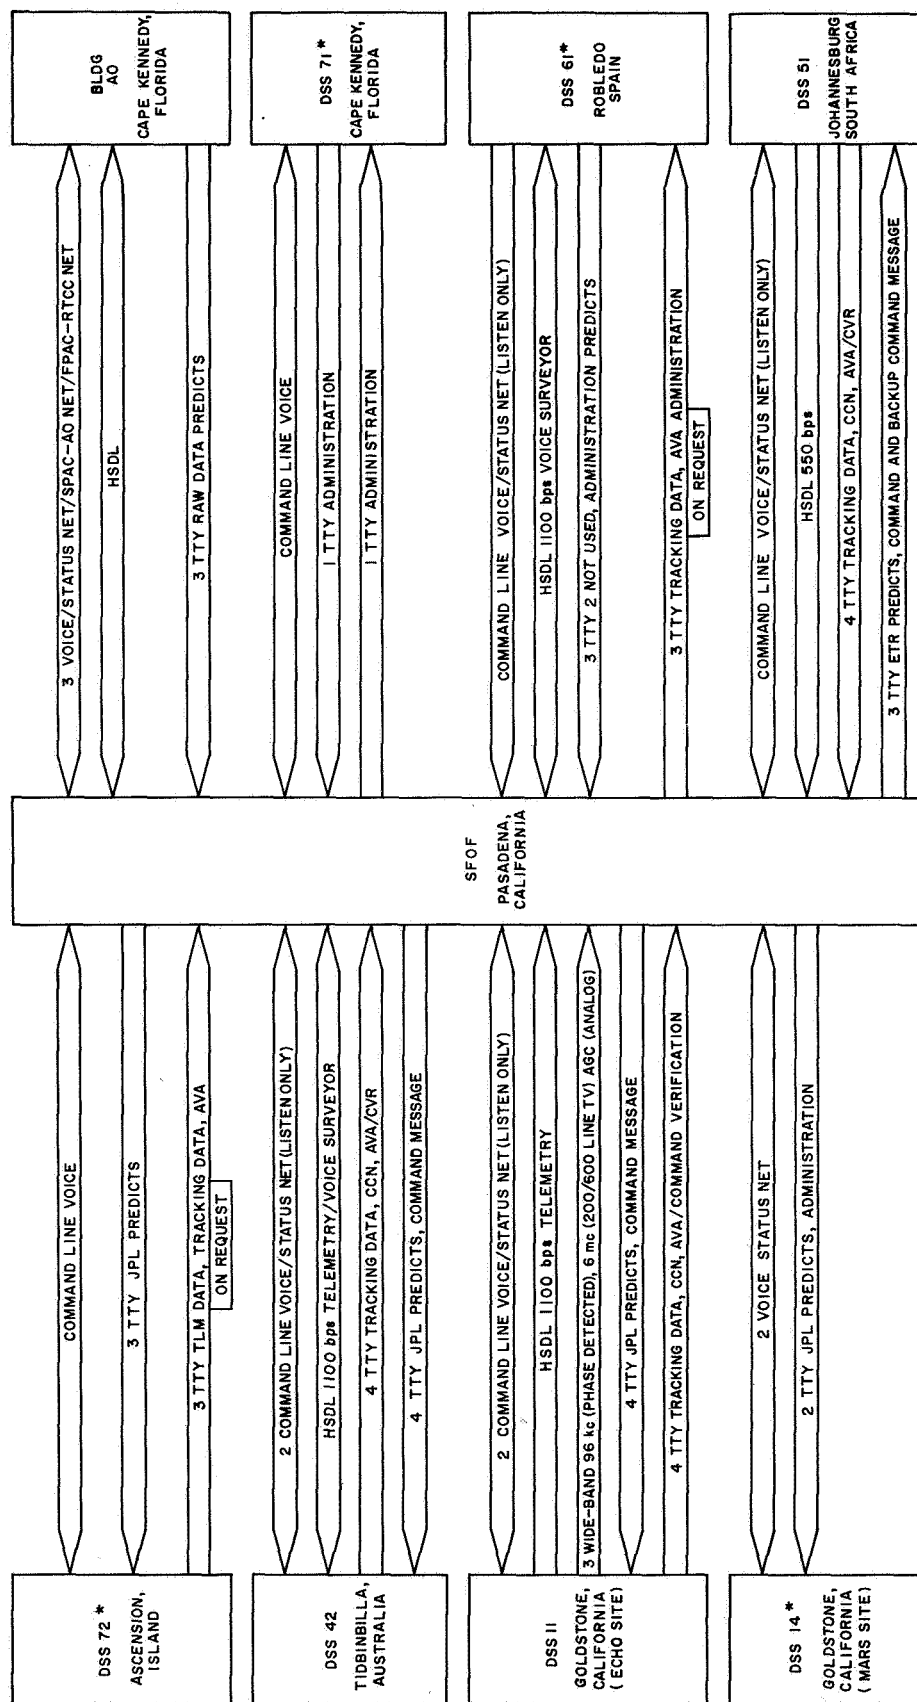 DSS 72 *
ASCENSION,
ISLAND
COMMAND LINE VOICE
3 TTY JPL PREDICTS
3 TTY TLM DATA, TRACKING DATA, AVA
ON REQUEST
DSS 42
TIDBINBILLA,
AUSTRALIA
2 COMMAND LINE VOICE/STATUS NET (LISTEN ONLY)
HSDL 1100 bps TELEMETRY/VOICE SURVEYOR
4 TTY TRACKING DATA, CCN, AVA/CVR
4 TTY JPL PREDICTS, COMMAND MESSAGE
DSS 11
GOLDSTONE,
CALIFORNIA
(ECHO SITE)
2 COMMAND LINE VOICE/STATUS NET (LISTEN ONLY)
HSDL 1100 bps TELEMETRY
3 WIDE-BAND 96 kc (PHASE DETECTED), 6 mc (200/600 LINE TV) AGC (ANALOG)
4 TTY JPL PREDICTS, COMMAND MESSAGE
4 TTY TRACKING DATA, CCN, AVA/COMMAND VERIFICATION
DSS 14 *
GOLDSTONE,
CALIFORNIA
(MARS SITE)
2 VOICE STATUS NET
2 TTY JPL PREDICTS, ADMINISTRATION
SFOF
PASADENA,
CALIFORNIA
BLDG
AO
CAPE KENNEDY,
FLORIDA
3 VOICE/STATUS NET/SPAC-AO NET/FPAC-RTCC NET
HSDL
3 TTY RAW DATA PREDICTS
DSS 71 *
CAPE KENNEDY,
FLORIDA
COMMAND LINE VOICE
1 TTY ADMINISTRATION
1 TTY ADMINISTRATION
DSS 61*
ROBLEDO
SPAIN
COMMAND LINE VOICE/STATUS NET (LISTEN ONLY)
HSDL 1100 bps VOICE SURVEYOR
3 TTY 2 NOT USED, ADMINISTRATION PREDICTS
3 TTY TRACKING DATA, AVA ADMINISTRATION
ON REQUEST
DSS 51
JOHANNESBURG
SOUTH AFRICA
COMMAND LINE VOICE/STATUS NET (LISTEN ONLY)
HSDL 550 bps
4 TTY TRACKING DATA, CCN, AVA/CVR
3 TTY ETR PREDICTS, COMMAND AND BACKUP COMMAND MESSAGE